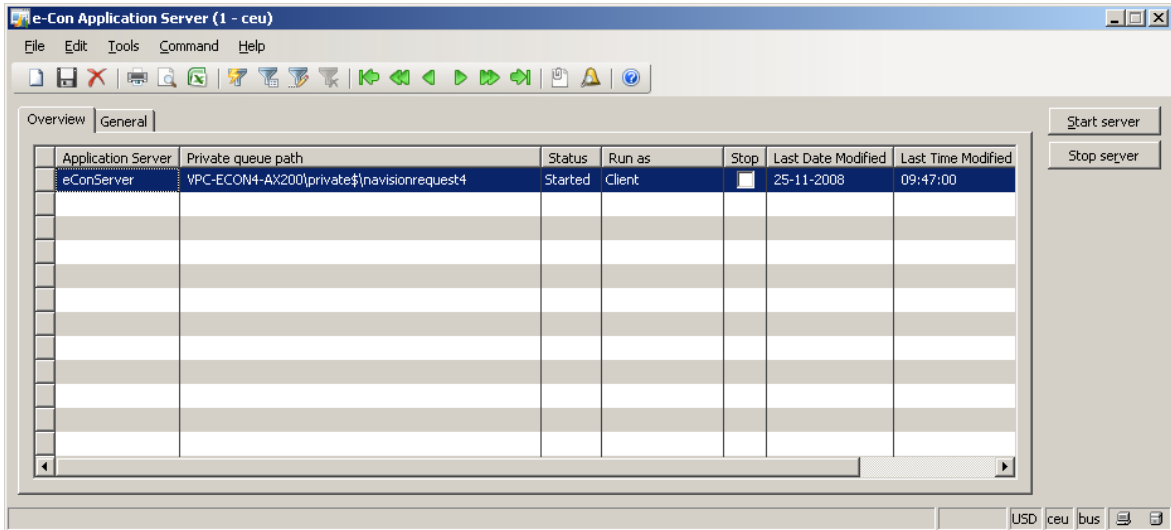 e-Con Application Server (1 - ceu)
File Edit Tools Command Help
Overview General
Start server
Stop server
Application Server Private queue path Status Run as Stop Last Date Modified Last Time Modified
eConServer VPC-ECON4-AX200\private$\navisionrequest4 Started Client 25-11-2008 09:47:00
USD ceu bus